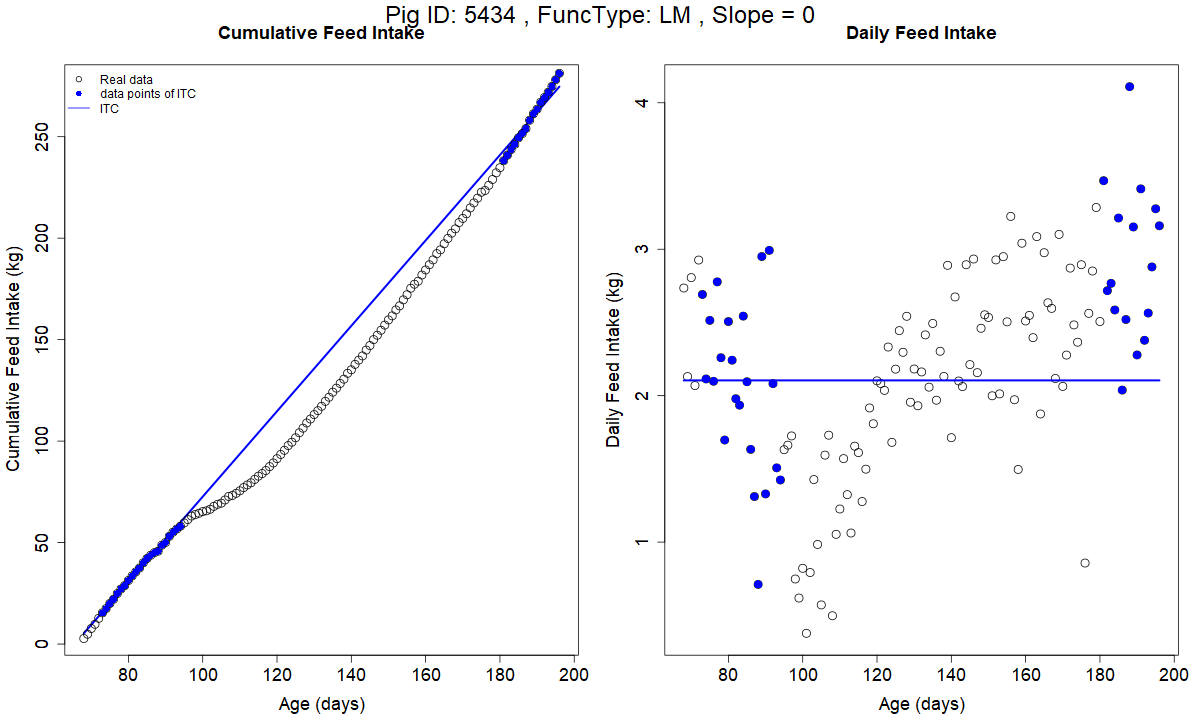 Pig ID: 5434 , FuncType: LM , Slope = 0
Cumulative Feed Intake
Real data
data points of ITC
ITC
Cumulative Feed Intake (kg)
250
200
150
100
50
0
80 100 120 140 160 180 200
Age (days)
Daily Feed Intake
Daily Feed Intake (kg)
4
3
2
1
80 100 120 140 160 180 200
Age (days)